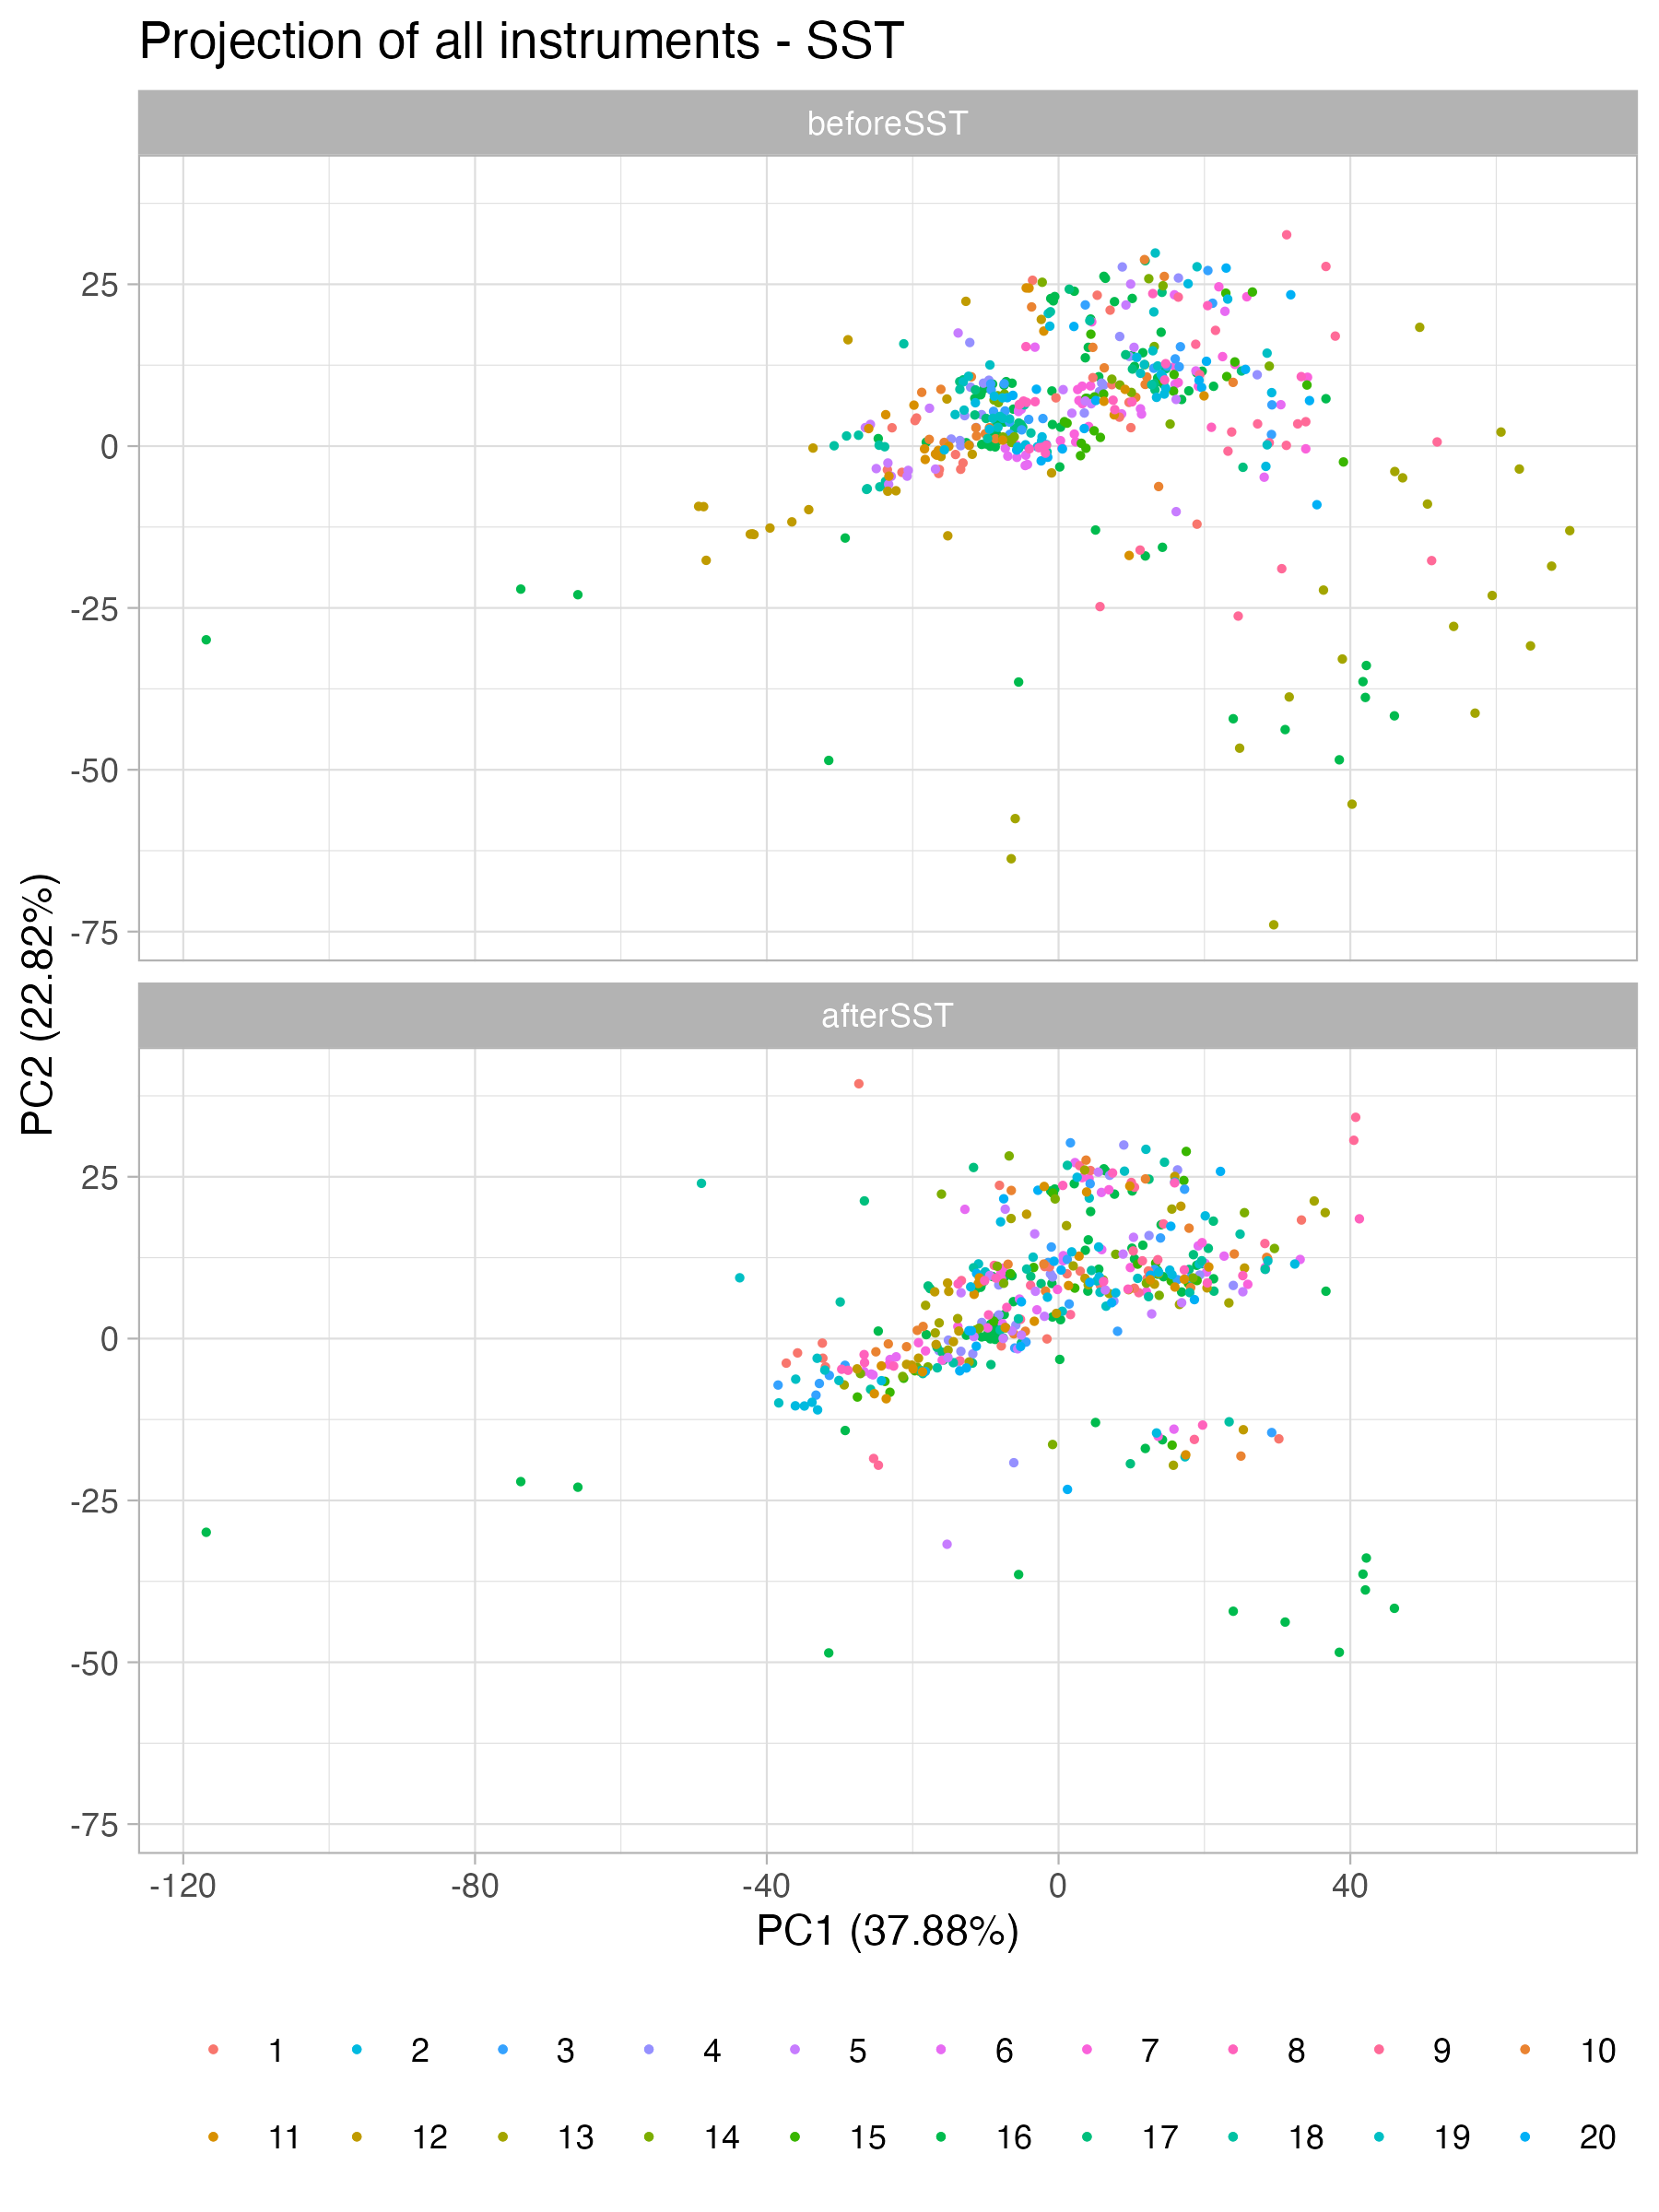 Projection of all instruments - SST
beforeSST
25
0
-25
-50
-75
PC2 (22.82%)
afterSST
25
0
-25
-50
-75
-120 -80 -40 0 40
PC1 (37.88%)
1 2 3 4 5 6 7 8 9 10
11 12 13 14 15 16 17 18 19 20